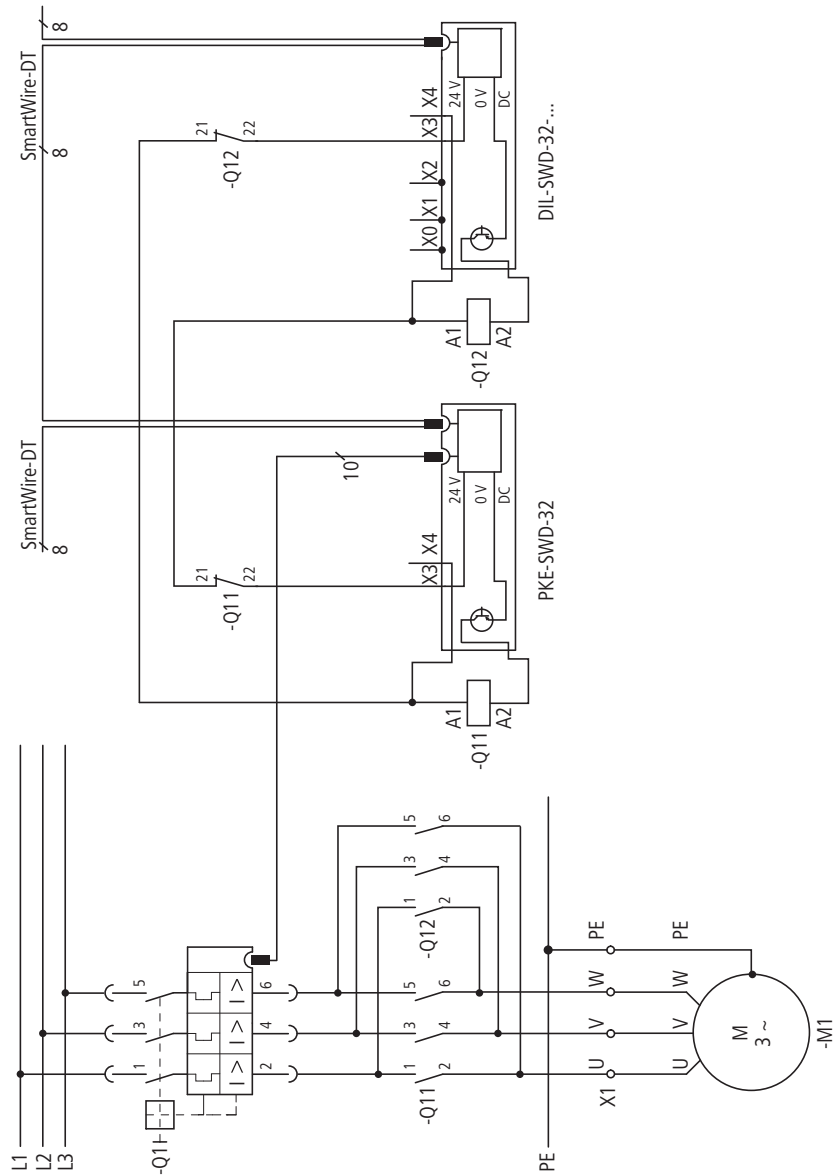 L1
L2
L3
-Q1
1
3
5
I >
I >
I >
2
4
6
-Q11
1
2
3
4
5
6
-Q12
1
2
3
4
5
6
PE
X1
U
V
W
PE
U
V
W
PE
M
3 ~
-M1
SmartWire-DT
8
-Q11
21
22
10
X3
X4
A1
-Q11
A2
24 V
0 V
DC
PKE-SWD-32
SmartWire-DT
8
8
-Q12
21
22
X0
X1
X2
X3
X4
A1
-Q12
A2
24 V
0 V
DC
DIL-SWD-32-...